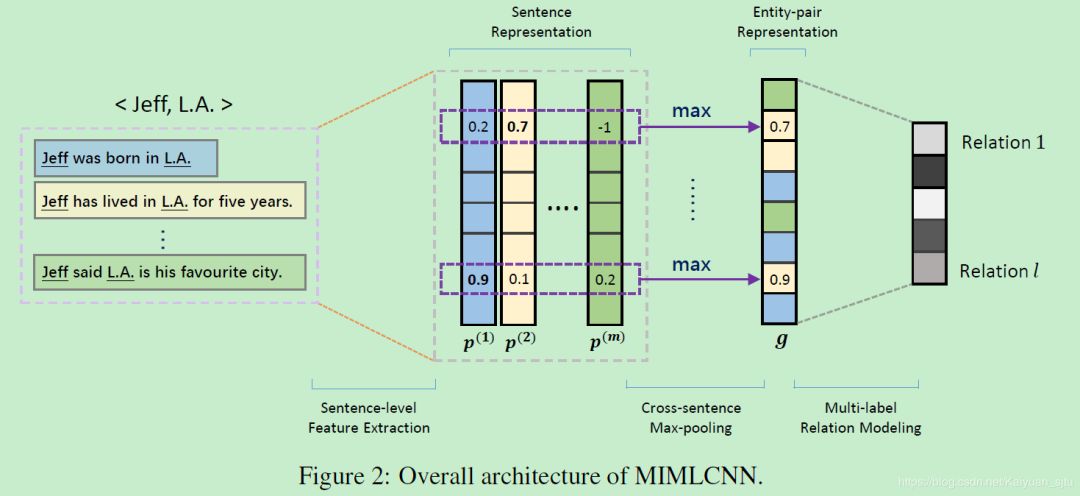 Sentence
Representation
Entity-pair
Representation
< Jeff, L.A. >
Jeff was born in L.A.
Jeff has lived in L.A. for five years.
⋮
Jeff said L.A. is his favourite city.
0.2 0.7 -1
max
0.7
....
0.9 0.1 0.2
max
0.9
p(1) p(2) p(m)
g
Relation 1
Relation l
Sentence-level
Feature Extraction
Cross-sentence
Max-pooling
Multi-label
Relation Modeling
Figure 2: Overall architecture of MIMLCNN.
https://blog.csdn.net/Kaiyuan_sjtu